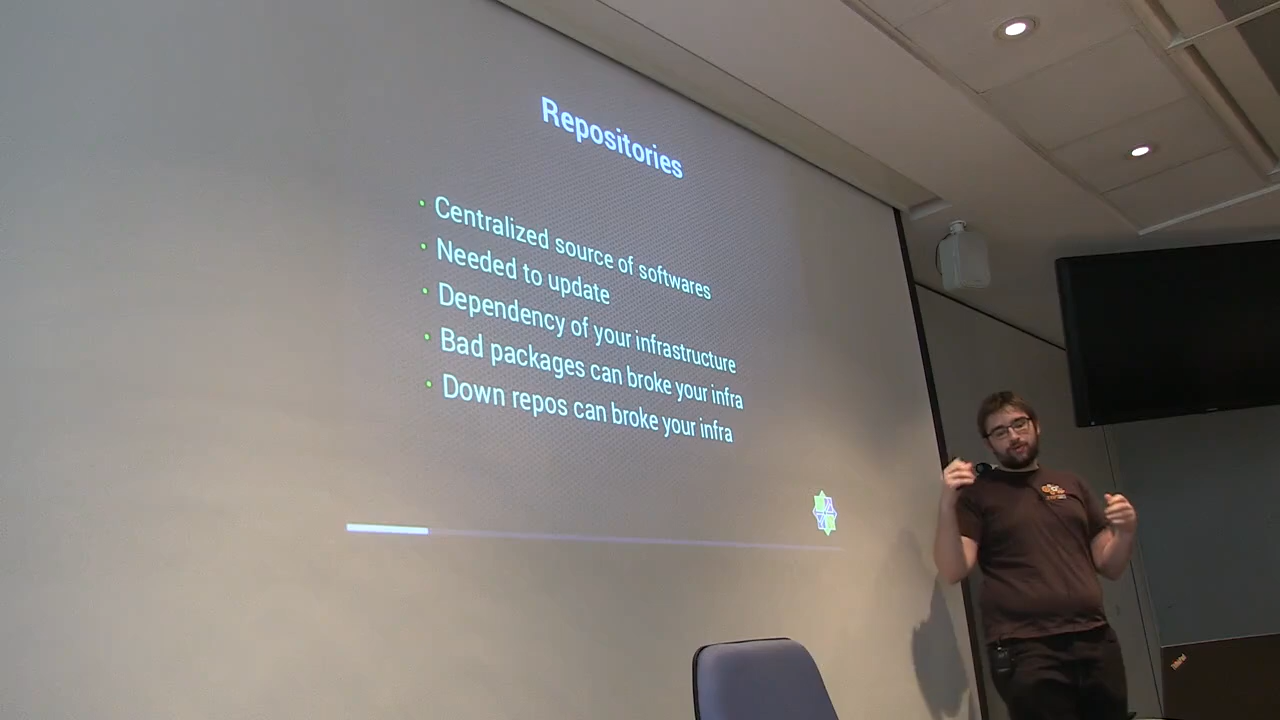 Repositories
Centralized source of softwares
Needed to update
Dependency of your infrastructure
Bad packages can broke your infra
Down repos can broke your infra